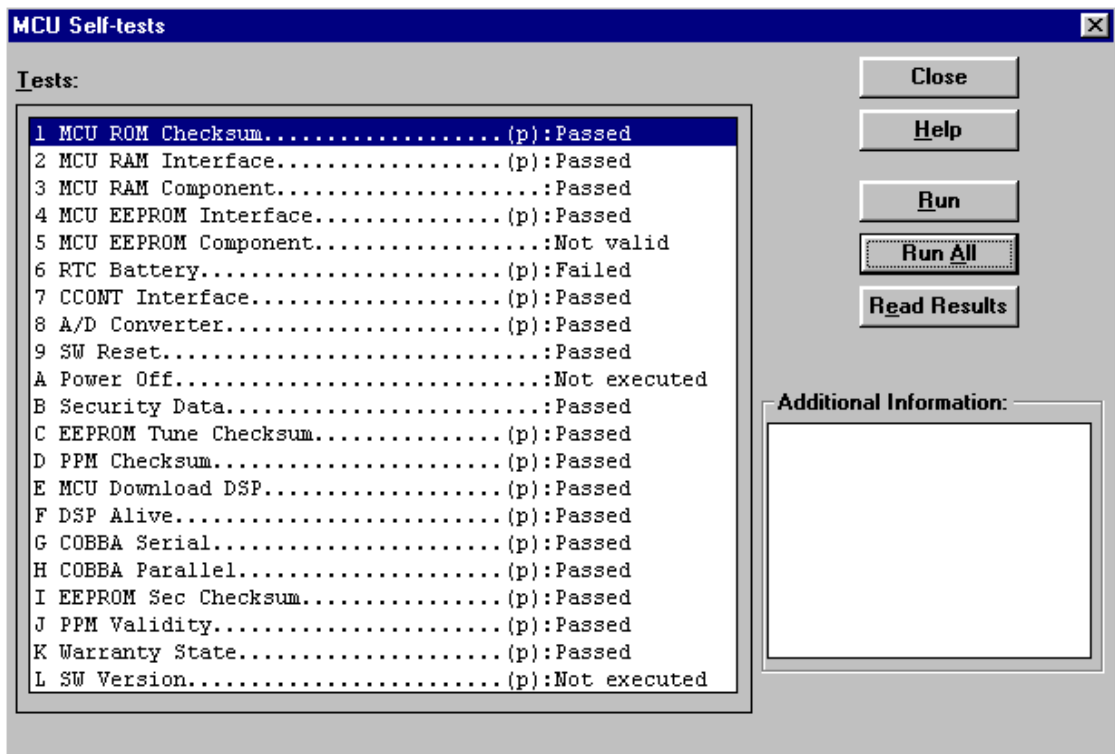 MCU Self-tests
Tests:
1 MCU ROM Checksum...................(p):Passed
2 MCU RAM Interface..................(p):Passed
3 MCU RAM Component.....................:Passed
4 MCU EEPROM Interface...............(p):Passed
5 MCU EEPROM Component..................:Not valid
6 RTC Battery........................(p):Failed
7 CCONT Interface....................(p):Passed
8 A/D Converter......................(p):Passed
9 SW Reset..............................:Passed
A Power Off.............................:Not executed
B Security Data.........................:Passed
C EEPROM Tune Checksum...............(p):Passed
D PPM Checksum.......................(p):Passed
E MCU Download DSP...................(p):Passed
F DSP Alive..........................(p):Passed
G COBBA Serial.......................(p):Passed
H COBBA Parallel.....................(p):Passed
I EEPROM Sec Checksum................(p):Passed
J PPM Validity.......................(p):Passed
K Warranty State.....................(p):Passed
L SW Version.........................(p):Not executed
Close
Help
Run
Run All
Read Results
Additional Information: